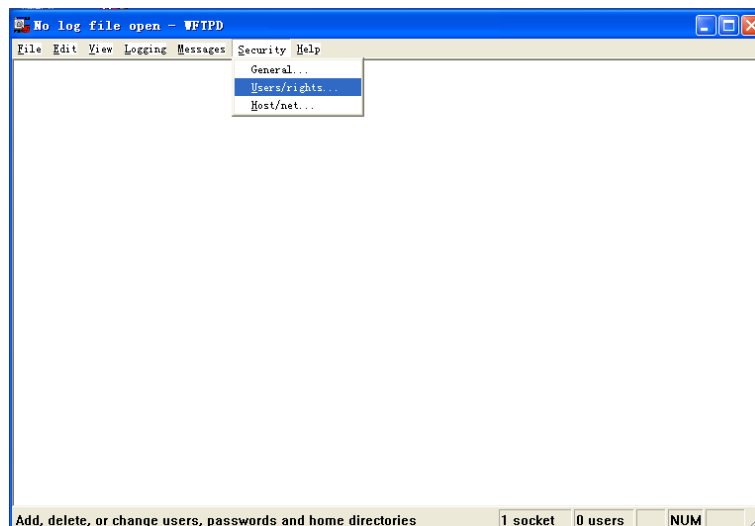 No log file open - WFTPD
File Edit View Logging Messages Security Help
General...
Users/rights...
Host/net...
Add, delete, or change users, passwords and home directories 1 socket 0 users NUM